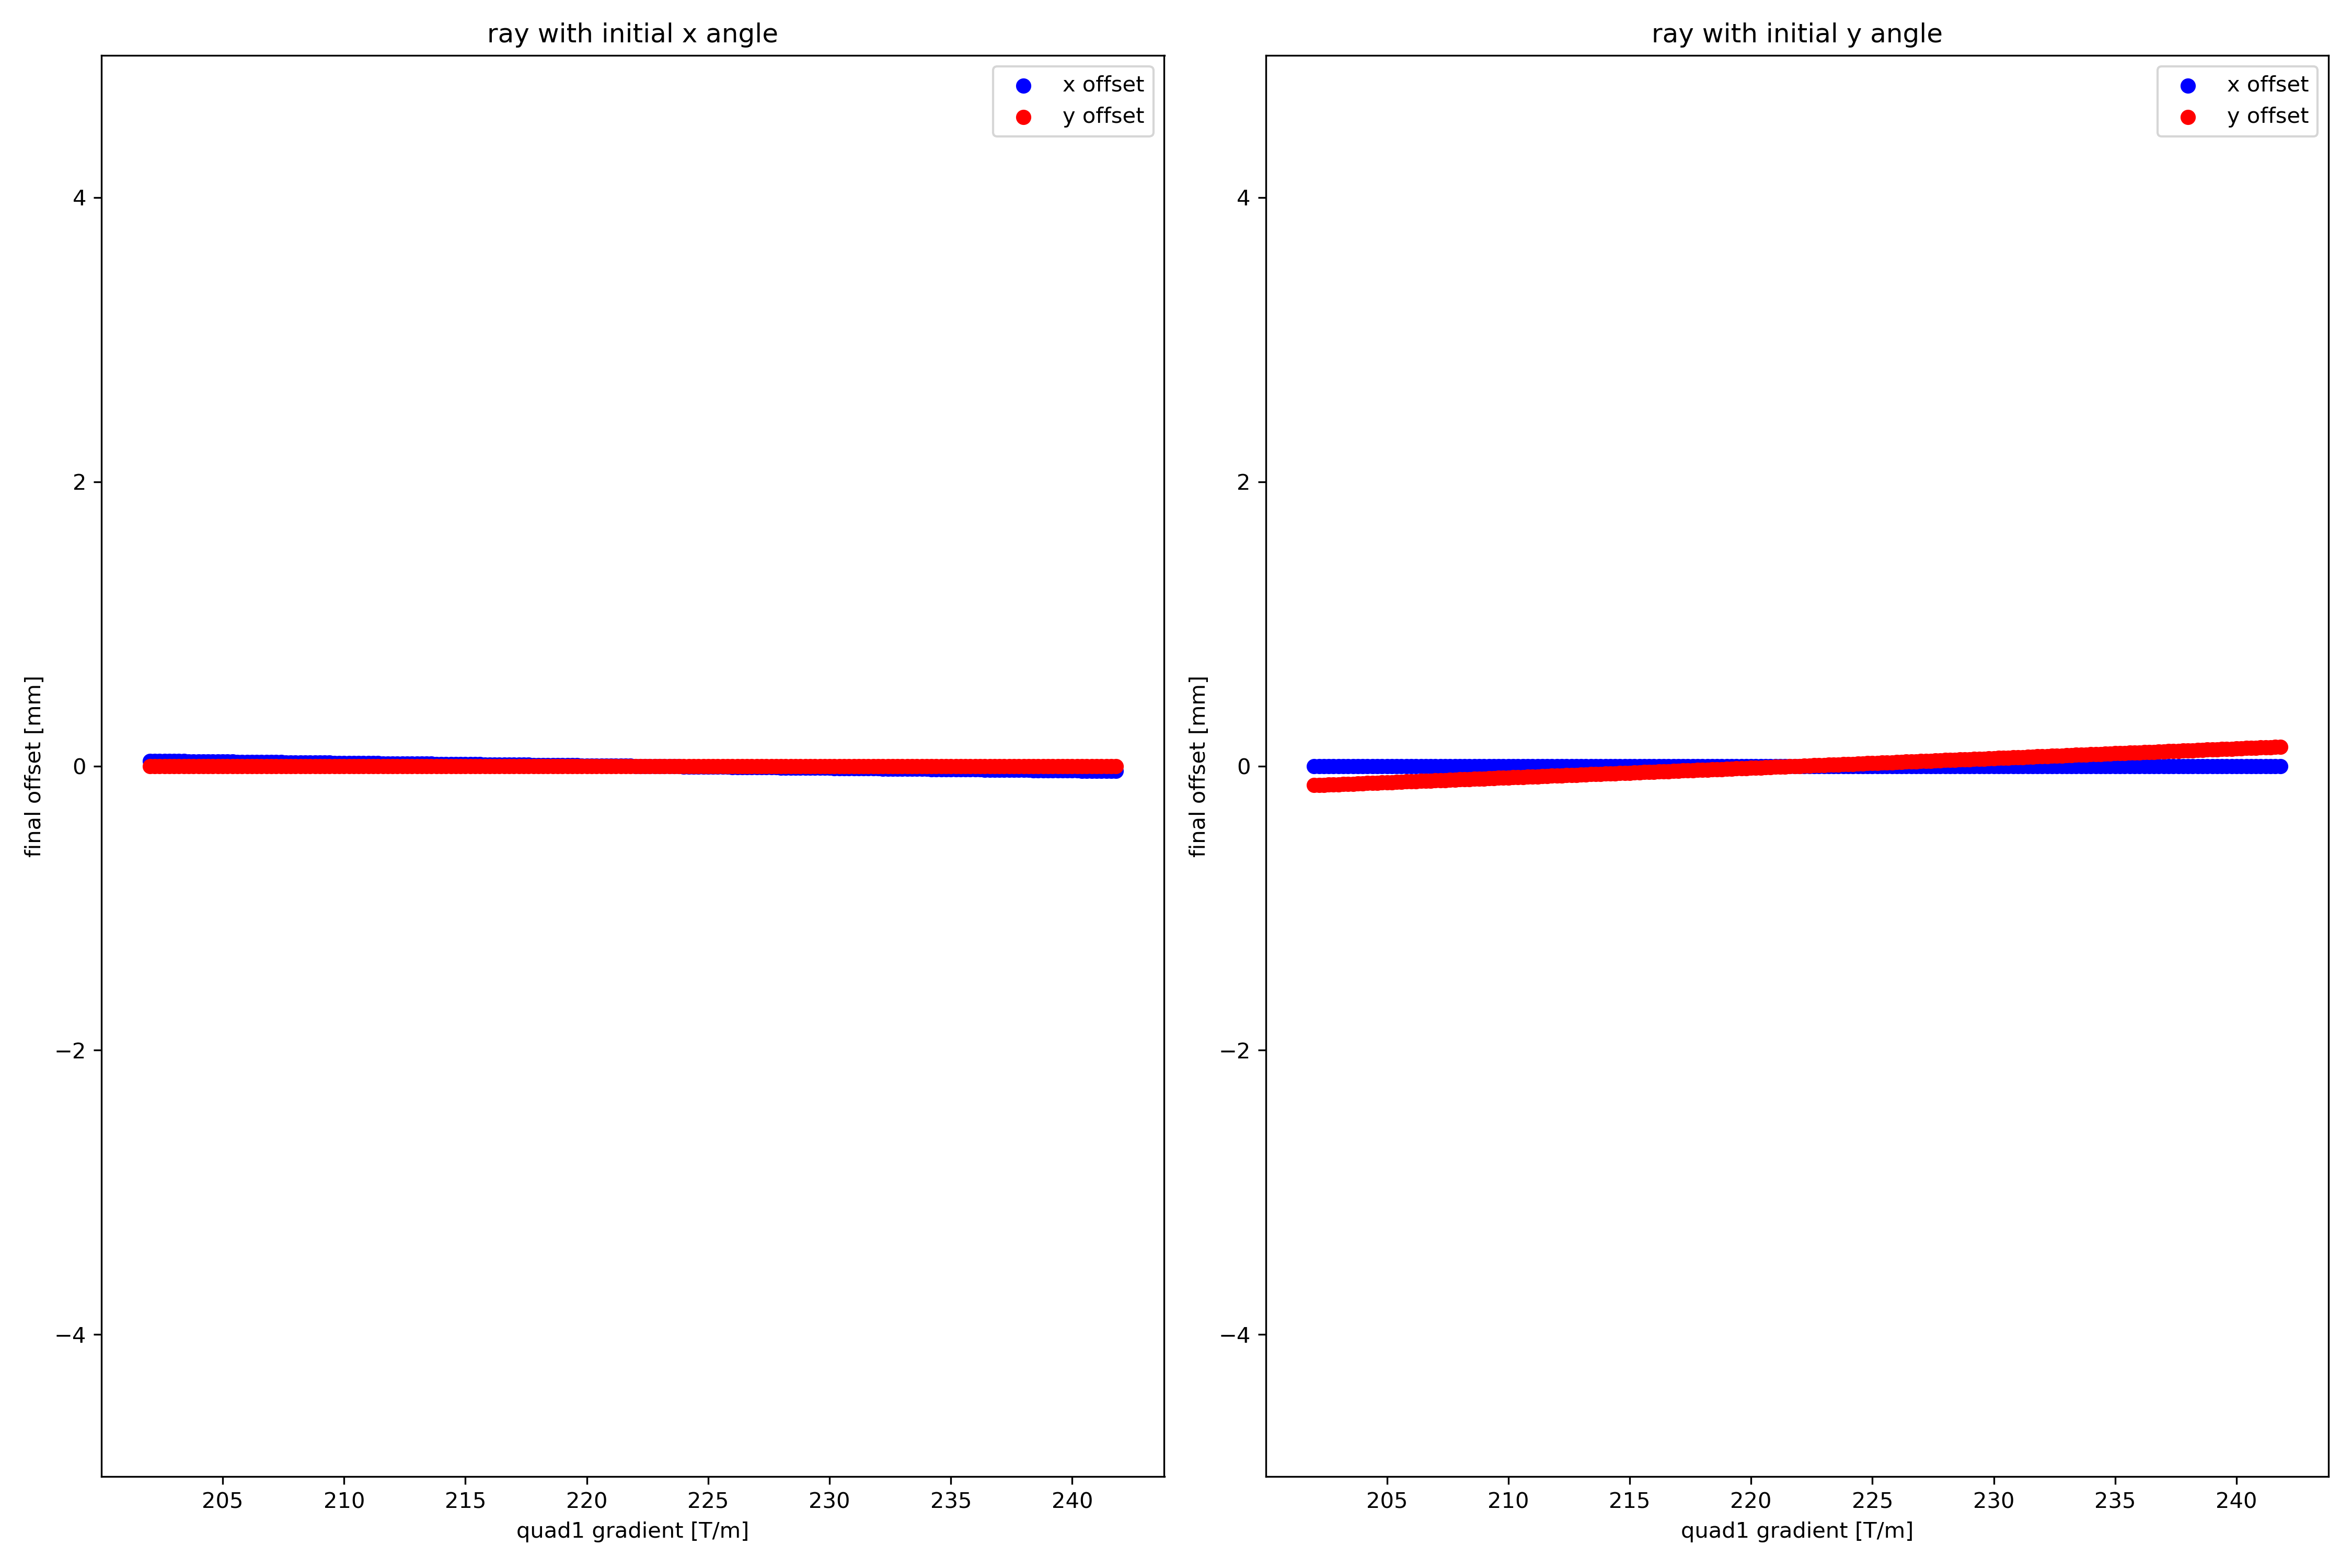 ray with initial x angle
x offset
y offset
4
2
0
−2
−4
final offset [mm]
205 210 215 220 225 230 235 240
quad1 gradient [T/m]
ray with initial y angle
x offset
y offset
4
2
0
−2
−4
final offset [mm]
205 210 215 220 225 230 235 240
quad1 gradient [T/m]